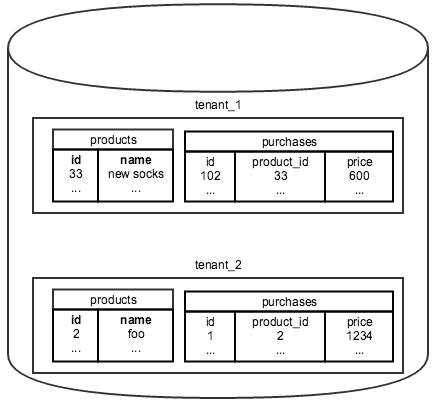 tenant_1
products
id name
33 new socks
... ...
purchases
id product_id price
102 33 600
... ... ...
tenant_2
products
id name
2 foo
... ...
purchases
id product_id price
1 2 1234
... ... ...